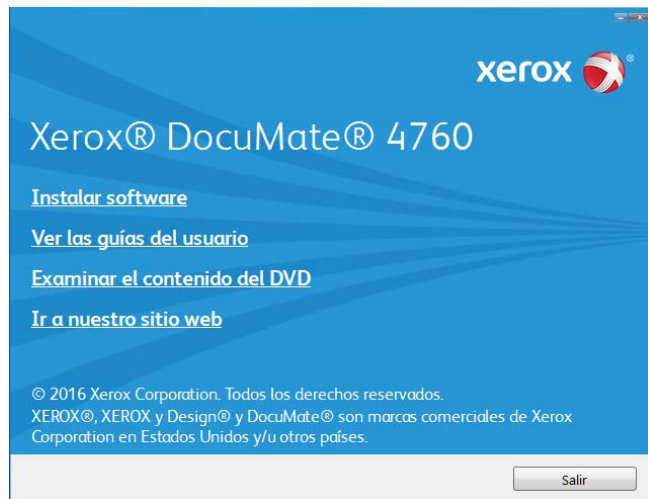 xerox ®
Xerox® DocuMate® 4760
Instalar software
Ver las guías del usuario
Examinar el contenido del DVD
Ir a nuestro sitio web
© 2016 Xerox Corporation. Todos los derechos reservados.
XEROX®, XEROX y Design® y DocuMate® son marcas comerciales de Xerox
Corporation en Estados Unidos y/u otros países.
Salir